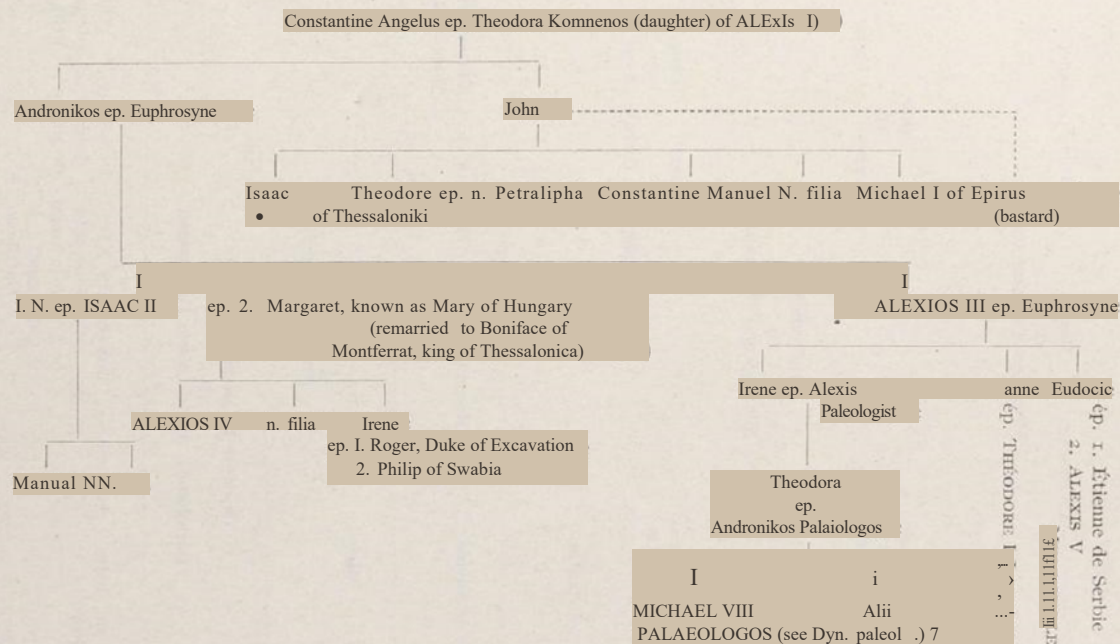 Constantine Angelus ep. Theodora Komnenos (daughter) of ALExIs I)
Andronikos ep. Euphrosyne
John
Isaac Theodore ep. n. Petralipha Constantine Manuel N. filia Michael I of Epirus
• of Thessaloniki (bastard)
I I
I. N. ep. ISAAC II ep. 2. Margaret, known as Mary of Hungary
(remarried to Boniface of
Montferrat, king of Thessalonica)
ALEXIOS III ep. Euphrosyne
Irene ep. Alexis anne Eudocic
Paleologist
ALEXIOS IV n. filia Irene
ep. I. Roger, Duke of Excavation
2. Philip of Swabia
Manual NN.
Theodora
ep.
Andronikos Palaiologos
ép. THÉODORE
ép. 1. Étienne de Serbie
2. ALEXIS V
I i
MICHAEL VIII Alii
PALAEOLOGOS (see Dyn. paleol .) 7